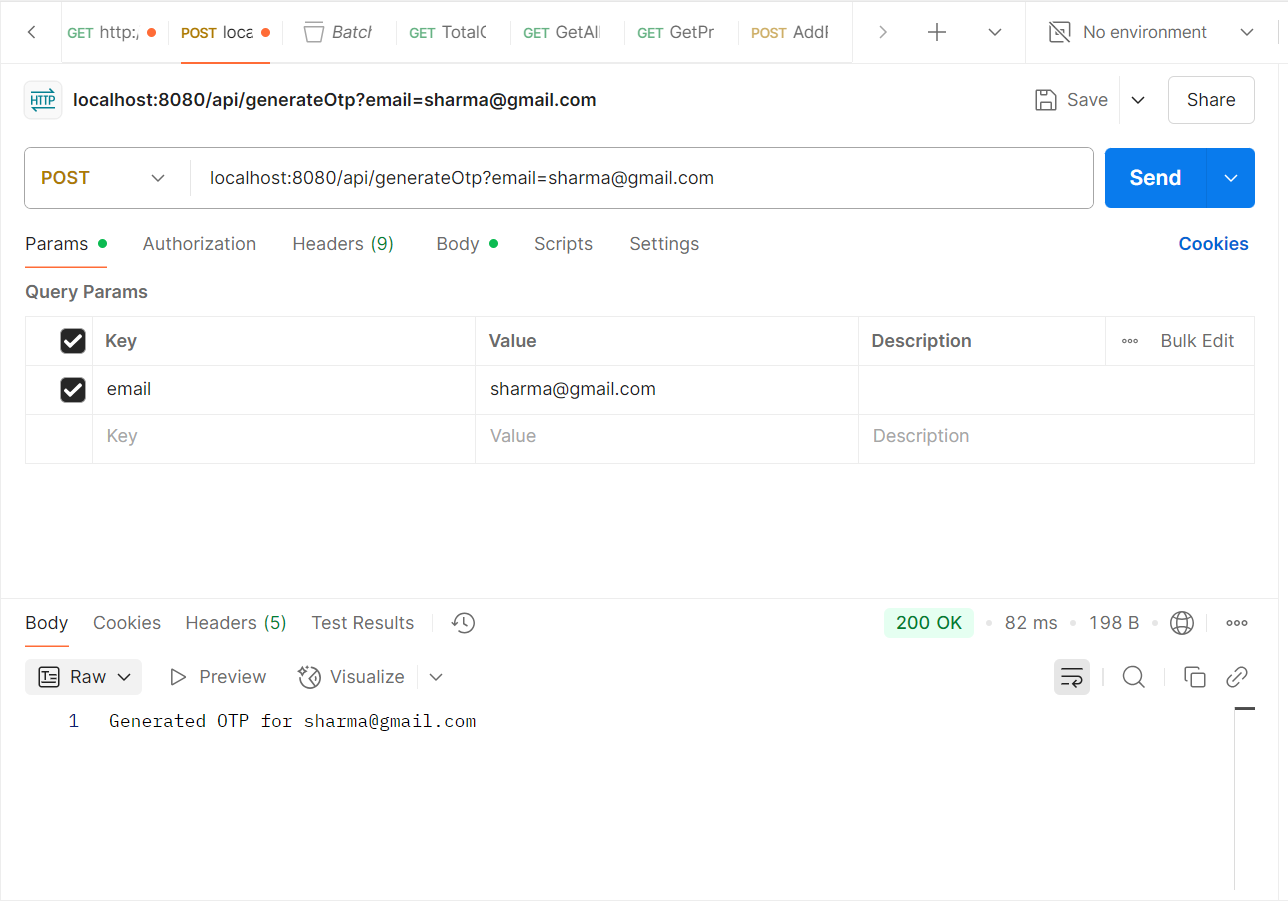 GET http:, POST loca Batch GET TotalC GET GetAll GET GetPr POST AddF No environment
HTTP localhost:8080/api/generateOtp?email=sharma@gmail.com Save Share
POST localhost:8080/api/generateOtp?email=sharma@gmail.com Send
Params Authorization Headers (9) Body Scripts Settings Cookies
Query Params
Key Value Description Bulk Edit
email sharma@gmail.com
Key Value Description
Body Cookies Headers (5) Test Results 200 OK 82 ms 198 B
Raw Preview Visualize
1 Generated OTP for sharma@gmail.com